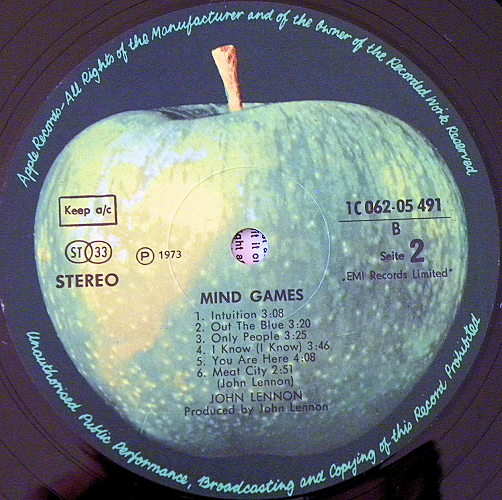 Apple Records-All Rights of the Manufacturer and of the Owner of the Recorded Work Reserved
Keep a/c
ST 33
STEREO
P 1973
1C 062-05 491
B
Seite 2
"EMI Records Limited"
MIND GAMES
1. Intuition 3:08
2. Out The Blue 3:20
3. Only People 3:25
4. I Know (I Know) 3:46
5. You Are Here 4:08
6. Meat City 2:51
(John Lennon)
JOHN LENNON
Produced by John Lennon
Unauthorised Public Performance, Broadcasting and Copying of this Record Prohibited